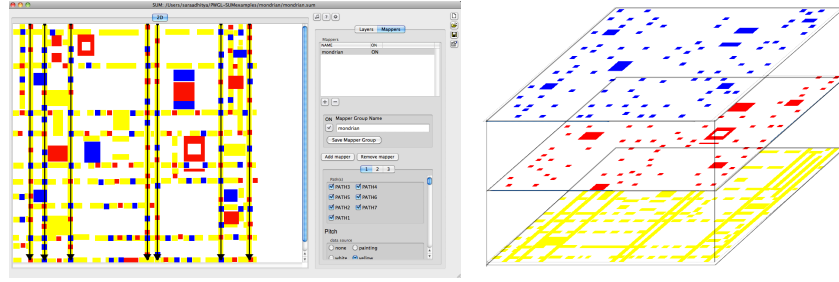 SUM /Users/saraadhitya/PWGL-SUMexamples/mondrian/mondrian.sum
2D
?
Layers Mappers
Mappers
NAME ON
mondrian ON
+ −
ON Mapper Group Name
mondrian
Save Mapper Group
Add mapper Remove mapper
1 2 3
Paths1
PATH3 PATH4
PATH5 PATH6
PATH2 PATH7
PATH1
Pitch
data source
none painting
white yellow